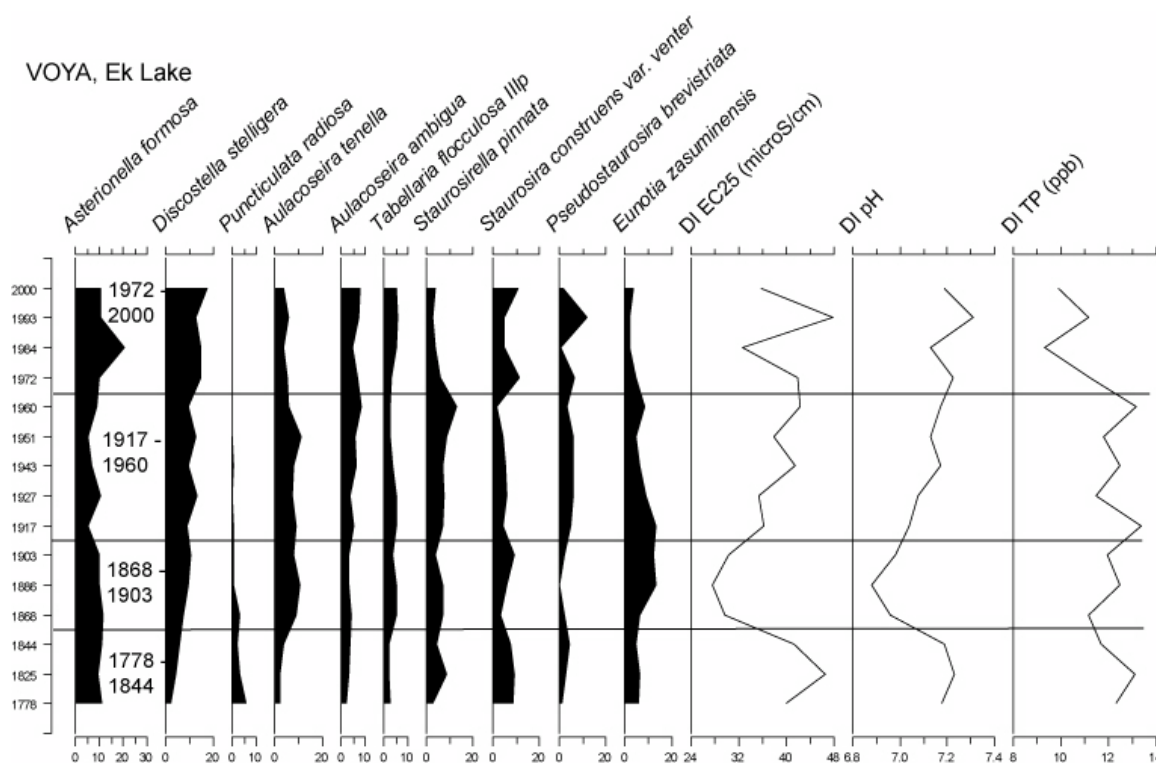 VOYA, Ek Lake
Asterionella formosa
Discostella stelligera
Puncticulata radiosa
Aulacoseira tenella
Aulacoseira ambigua
Tabellaria flocculosa IIIp
Staurosirella pinnata
Staurosira construens var. venter
Pseudostaurosira brevistriata
Eunotia zasuminensis
DI EC25 (microS/cm)
DI pH
DI TP (ppb)
2000
1993
1984
1972
1960
1951
1943
1927
1917
1903
1886
1868
1844
1825
1778
1972 -
2000
1917 -
1960
1868 -
1903
1778 -
1844
0 10 20 30 0 20 0 10 0 20 0 10 0 10 0 20 0 20 0 10 20 0 20 24 32 40 48 6.8 7.0 7.2 7.4 8 10 12 14